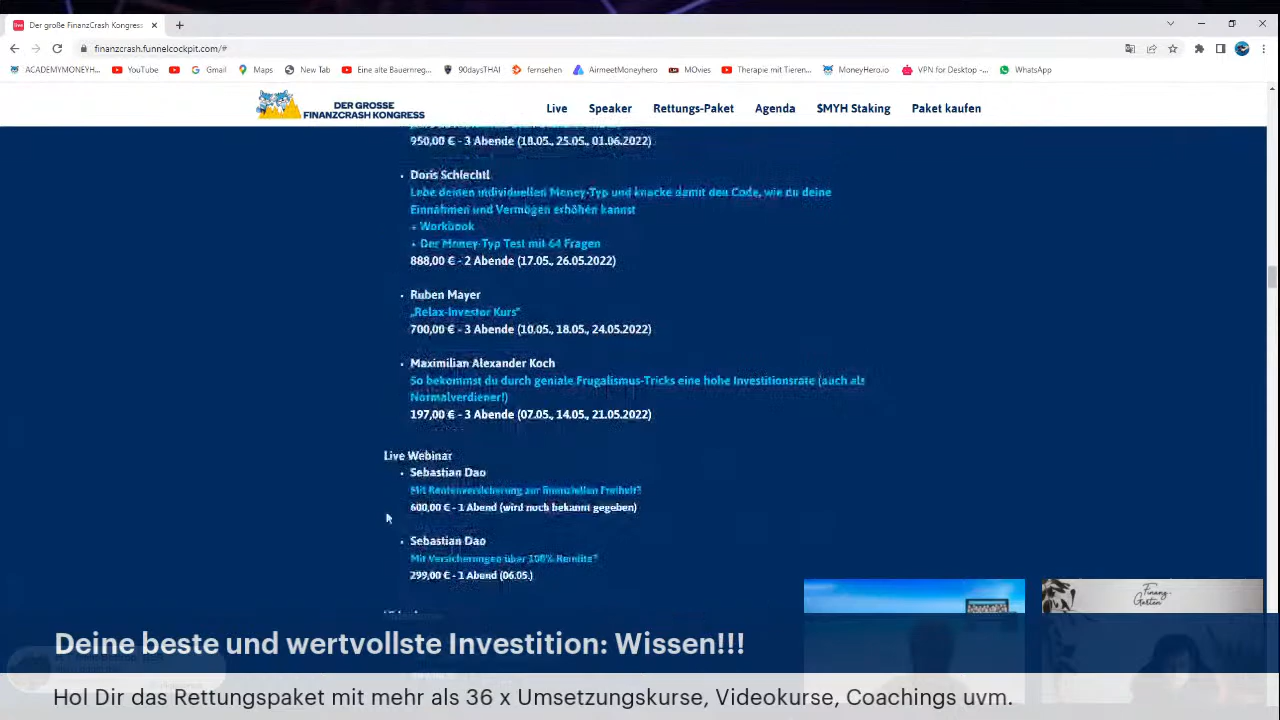 Der große FinanzCrash Kongress
finanzcrash.funnelcockpit.com/#
ACADEMYMONEYH...
YouTube
Gmail
Maps
New Tab
Eine alte Bauernreg...
90daysTHAI
fernsehen
AirmeetMoneyhero
MOvies
Therapie mit Tieren...
MoneyHero.io
VPN for Desktop -...
WhatsApp
DER GROSSE
FINANZCRASH KONGRESS
Live
Speaker
Rettungs-Paket
Agenda
$MYH Staking
Paket kaufen
950,00 € - 3 Abende (18.05., 25.05., 01.06.2022)
Doris Schlechtl
Lebe deinen individuellen Money-Typ und knacke damit den Code, wie du deine
Einnahmen und Vermögen erhöhen kannst
+ Workbook
+ Der Money-Typ Test mit 64 Fragen
888,00 € - 2 Abende (17.05., 26.05.2022)
Ruben Mayer
„Relax-Investor Kurs"
700,00 € - 3 Abende (10.05., 18.05., 24.05.2022)
Maximilian Alexander Koch
So bekommst du durch geniale Frugalismus-Tricks eine hohe Investitionsrate (auch als
Normalverdiener!)
197,00 € - 3 Abende (07.05., 14.05., 21.05.2022)
Live Webinar
Sebastian Dao
Mit Rentenversicherung zur finanziellen Freiheit"
600,00 € - 1 Abend (wird noch bekannt gegeben)
Sebastian Dao
Mit Versicherungen über 100% Rendite"
299,00 € - 1 Abend (06.05.)
Finanz-
Garten
Deine beste und wertvollste Investition: Wissen!!!
Hol Dir das Rettungspaket mit mehr als 36 x Umsetzungskurse, Videokurse, Coachings uvm.